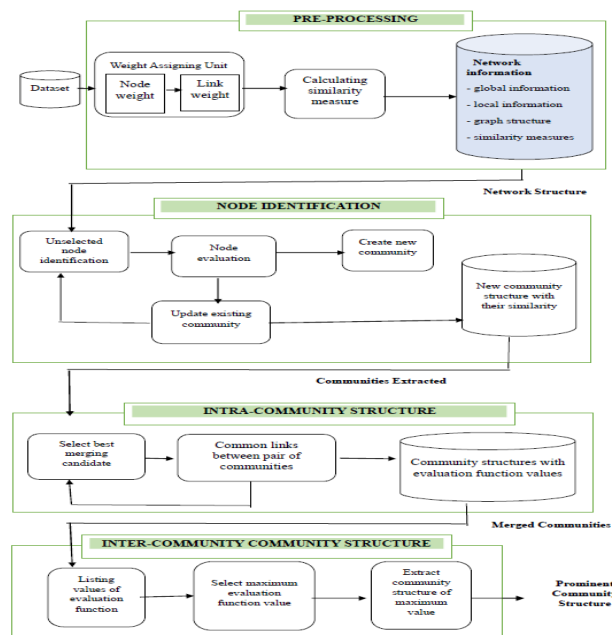 PRE-PROCESSING
Dataset
Weight Assigning Unit
Node
weight
Link
weight
Calculating
similarity
measure
Network
information
- global information
- local information
- graph structure
- similarity measures
Network Structure
NODE IDENTIFICATION
Unselected
node
identification
Node
evaluation
Create new
community
Update existing
community
New community
structure with
their similarity
Communities Extracted
INTRA-COMMUNITY STRUCTURE
Select best
merging
candidate
Common links
between pair of
communities
Community structures with
evaluation function values
Merged Communities
INTER-COMMUNITY COMMUNITY STRUCTURE
Listing
values of
evaluation
function
Select maximum
evaluation
function value
Extract
community
structure of
maximum
value
Prominent
Community
Structure